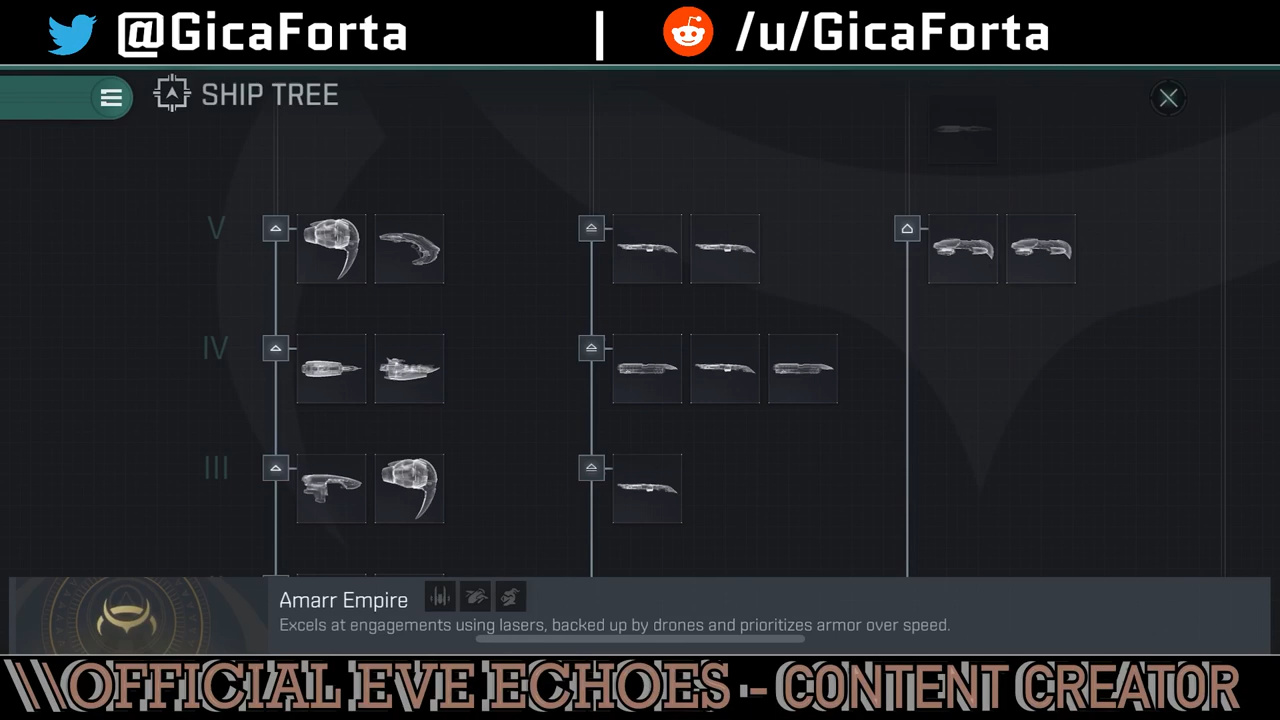 @GicaForta | /u/GicaForta
SHIP TREE
V
IV
III
Amarr Empire
Excels at engagements using lasers, backed up by drones and prioritizes armor over speed.
\\OFFICIAL EVE ECHOES - CONTENT CREATOR